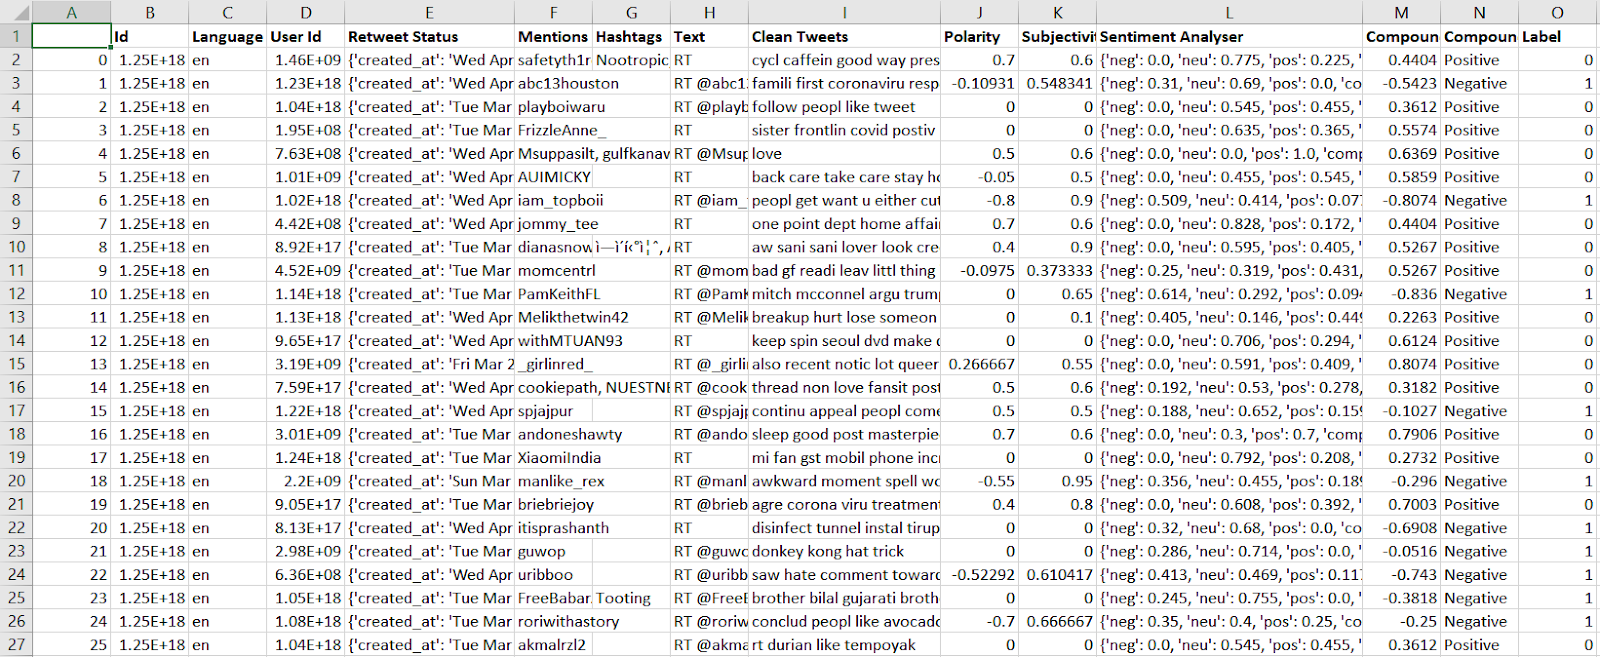 A B C D E F G H I J K L M N O
1 Id Language User Id Retweet Status Mentions Hashtags Text Clean Tweets Polarity Subjectivi Sentiment Analyser Compoun Compoun Label
2 0 1.25E+18 en 1.46E+09 {'created_at': 'Wed Apr safetyth1r Nootropic RT cycl caffein good way pres 0.7 0.6 {'neg': 0.0, 'neu': 0.775, 'pos': 0.225, ' 0.4404 Positive 0
3 1 1.25E+18 en 1.23E+18 {'created_at': 'Wed Apr abc13houston RT @abc1 famili first coronaviru resp -0.10931 0.548341 {'neg': 0.31, 'neu': 0.69, 'pos': 0.0, 'co -0.5423 Negative 1
4 2 1.25E+18 en 1.04E+18 {'created_at': 'Tue Mar playboiwaru RT @playb follow peopl like tweet 0 0 {'neg': 0.0, 'neu': 0.545, 'pos': 0.455, ' 0.3612 Positive 0
5 3 1.25E+18 en 1.95E+08 {'created_at': 'Tue Mar FrizzleAnne_ RT sister frontlin covid postiv 0 0 {'neg': 0.0, 'neu': 0.635, 'pos': 0.365, ' 0.5574 Positive 0
6 4 1.25E+18 en 7.63E+08 {'created_at': 'Wed Apr Msuppasilt, gulfkanav RT @Msup love 0.5 0.6 {'neg': 0.0, 'neu': 0.0, 'pos': 1.0, 'comp 0.6369 Positive 0
7 5 1.25E+18 en 1.01E+09 {'created_at': 'Wed Apr AUIMICKY RT back care take care stay ho -0.05 0.5 {'neg': 0.0, 'neu': 0.455, 'pos': 0.545, ' 0.5859 Positive 0
8 6 1.25E+18 en 1.02E+18 {'created_at': 'Wed Apr iam_topboii RT @iam_ peopl get want u either cut -0.8 0.9 {'neg': 0.509, 'neu': 0.414, 'pos': 0.077 -0.8074 Negative 1
9 7 1.25E+18 en 4.42E+08 {'created_at': 'Wed Apr jommy_tee RT one point dept home affai 0.7 0.6 {'neg': 0.0, 'neu': 0.828, 'pos': 0.172, ' 0.4404 Positive 0
10 8 1.25E+18 en 8.92E+17 {'created_at': 'Tue Mar dianasnow RT aw sani sani lover look cre 0.4 0.9 {'neg': 0.0, 'neu': 0.595, 'pos': 0.405, ' 0.5267 Positive 0
11 9 1.25E+18 en 4.52E+09 {'created_at': 'Tue Mar momcentrl RT @mom bad gf readi leav littl thing -0.0975 0.373333 {'neg': 0.25, 'neu': 0.319, 'pos': 0.431, 0.5267 Positive 0
12 10 1.25E+18 en 1.14E+18 {'created_at': 'Tue Mar PamKeithFL RT @PamK mitch mcconnel argu trum 0 0.65 {'neg': 0.614, 'neu': 0.292, 'pos': 0.094 -0.836 Negative 1
13 11 1.25E+18 en 1.13E+18 {'created_at': 'Wed Apr Melikthetwin42 RT @Melik breakup hurt lose someon 0 0.1 {'neg': 0.405, 'neu': 0.146, 'pos': 0.449 0.2263 Positive 0
14 12 1.25E+18 en 9.65E+17 {'created_at': 'Wed Apr withMTUAN93 RT keep spin seoul dvd make 0 0 {'neg': 0.0, 'neu': 0.706, 'pos': 0.294, ' 0.6124 Positive 0
15 13 1.25E+18 en 3.19E+09 {'created_at': 'Fri Mar 2 _girlinred_ RT @_girli also recent notic lot queer 0.266667 0.55 {'neg': 0.0, 'neu': 0.591, 'pos': 0.409, ' 0.8074 Positive 0
16 14 1.25E+18 en 7.59E+17 {'created_at': 'Wed Apr cookiepath, NUESTNE RT @cook thread non love fansit post 0.5 0.6 {'neg': 0.192, 'neu': 0.53, 'pos': 0.278, 0.3182 Positive 0
17 15 1.25E+18 en 1.22E+18 {'created_at': 'Wed Apr spjajpur RT @spjajp continu appeal peopl come 0.5 0.5 {'neg': 0.188, 'neu': 0.652, 'pos': 0.159 -0.1027 Negative 1
18 16 1.25E+18 en 3.01E+09 {'created_at': 'Tue Mar andoneshawty RT @ando sleep good post masterpie 0.7 0.6 {'neg': 0.0, 'neu': 0.3, 'pos': 0.7, 'comp 0.7906 Positive 0
19 17 1.25E+18 en 1.24E+18 {'created_at': 'Tue Mar XiaomiIndia RT mi fan gst mobil phone inc 0 0 {'neg': 0.0, 'neu': 0.792, 'pos': 0.208, ' 0.2732 Positive 0
20 18 1.25E+18 en 2.2E+09 {'created_at': 'Sun Mar manlike_rex RT @manl awkward moment spell wo -0.55 0.95 {'neg': 0.356, 'neu': 0.455, 'pos': 0.189 -0.296 Negative 1
21 19 1.25E+18 en 9.05E+17 {'created_at': 'Tue Mar briebriejoy RT @brieb agre corona viru treatment 0.4 0.8 {'neg': 0.0, 'neu': 0.608, 'pos': 0.392, ' 0.7003 Positive 0
22 20 1.25E+18 en 8.13E+17 {'created_at': 'Wed Apr itisprashanth RT disinfect tunnel instal tirup 0 0 {'neg': 0.32, 'neu': 0.68, 'pos': 0.0, 'co -0.6908 Negative 1
23 21 1.25E+18 en 2.98E+09 {'created_at': 'Tue Mar guwop RT @guwo donkey kong hat trick 0 0 {'neg': 0.286, 'neu': 0.714, 'pos': 0.0, ' -0.0516 Negative 1
24 22 1.25E+18 en 6.36E+08 {'created_at': 'Wed Apr uribboo RT @uribb saw hate comment towar -0.52292 0.610417 {'neg': 0.413, 'neu': 0.469, 'pos': 0.117 -0.743 Negative 1
25 23 1.25E+18 en 1.05E+18 {'created_at': 'Tue Mar FreeBabar Tooting RT @FreeB brother bilal gujarati broth 0 0 {'neg': 0.245, 'neu': 0.755, 'pos': 0.0, ' -0.3818 Negative 1
26 24 1.25E+18 en 1.08E+18 {'created_at': 'Tue Mar roriwithastory RT @roriw conclud peopl like avocado -0.7 0.666667 {'neg': 0.35, 'neu': 0.4, 'pos': 0.25, 'co -0.25 Negative 1
27 25 1.25E+18 en 1.04E+18 {'created_at': 'Tue Mar akmalrzl2 RT @akma rt durian like tempoyak 0 0 {'neg': 0.0, 'neu': 0.545, 'pos': 0.455, ' 0.3612 Positive 0